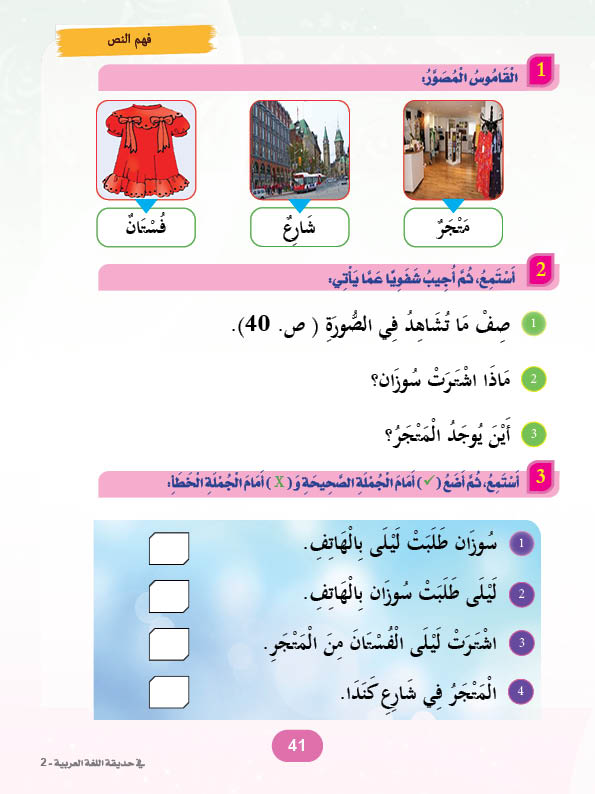 فهم النص
1 الْقَامُوسُ الْمُصَوَّرُ:
مَتْجَرٌ
شَارِعٌ
فُسْتَانٌ
2 أَسْتَمِعُ، ثُمَّ أُجِيبُ شَفَوِيًّا عَمَّا يَأْتِي:
1 صِفْ مَا تُشَاهِدُ فِي الصُّورَةِ ( ص. 40).
2 مَاذَا اشْتَرَتْ سُوزَان؟
3 أَيْنَ يُوجَدُ الْمَتْجَرُ؟
3 أَسْتَمِعُ، ثُمَّ أَضَعُ (✓) أَمَامَ الْجُمْلَةِ الصَّحِيحَةِ وَ( X ) أَمَامَ الْجُمْلَةِ الْخَطَأِ:
1 سُوزَان طَلَبَتْ لَيْلَى بِالْهَاتِفِ.
2 لَيْلَى طَلَبَتْ سُوزَان بِالْهَاتِفِ.
3 اشْتَرَتْ لَيْلَى الْفُسْتَانَ مِنَ الْمَتْجَرِ.
4 الْمَتْجَرُ فِي شَارِعِ كَنَدَا.
41
في حديقة اللغة العربية - 2